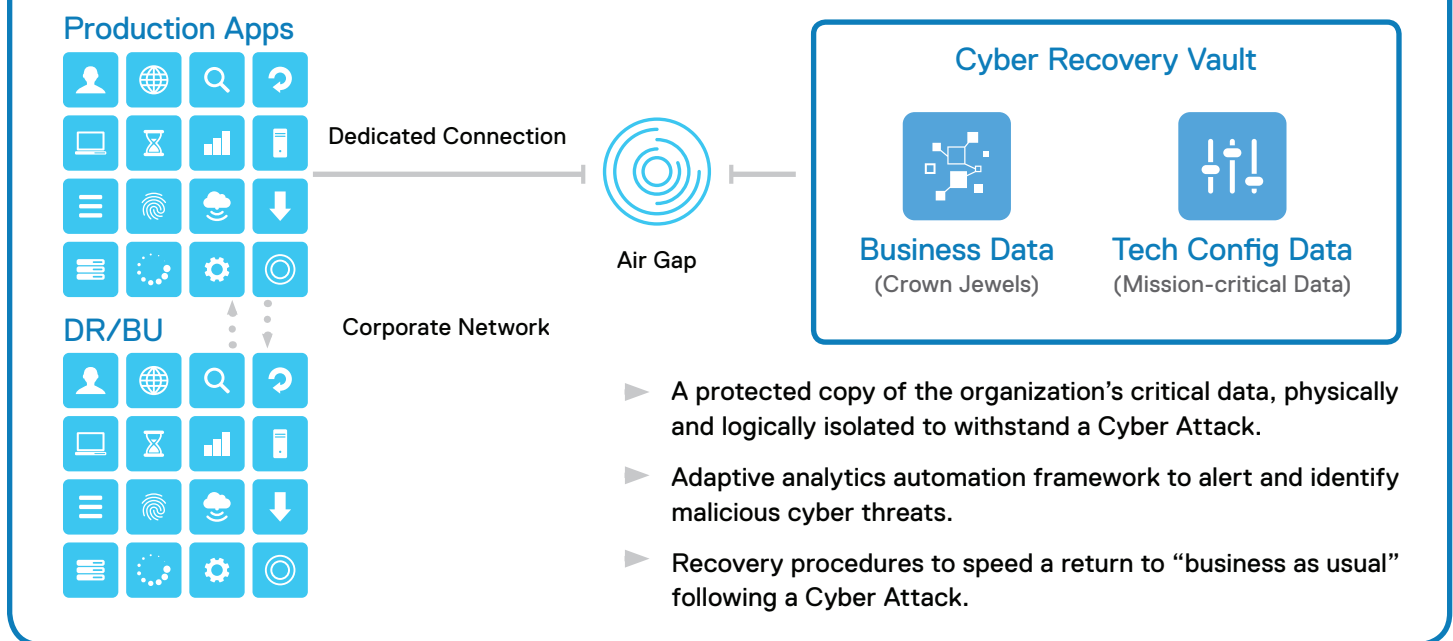 Production Apps
Dedicated Connection
Air Gap
Cyber Recovery Vault
Business Data
(Crown Jewels)
Tech Config Data
(Mission-critical Data)
DR/BU
Corporate Network
A protected copy of the organization’s critical data, physically
and logically isolated to withstand a Cyber Attack.
Adaptive analytics automation framework to alert and identify
malicious cyber threats.
Recovery procedures to speed a return to “business as usual”
following a Cyber Attack.